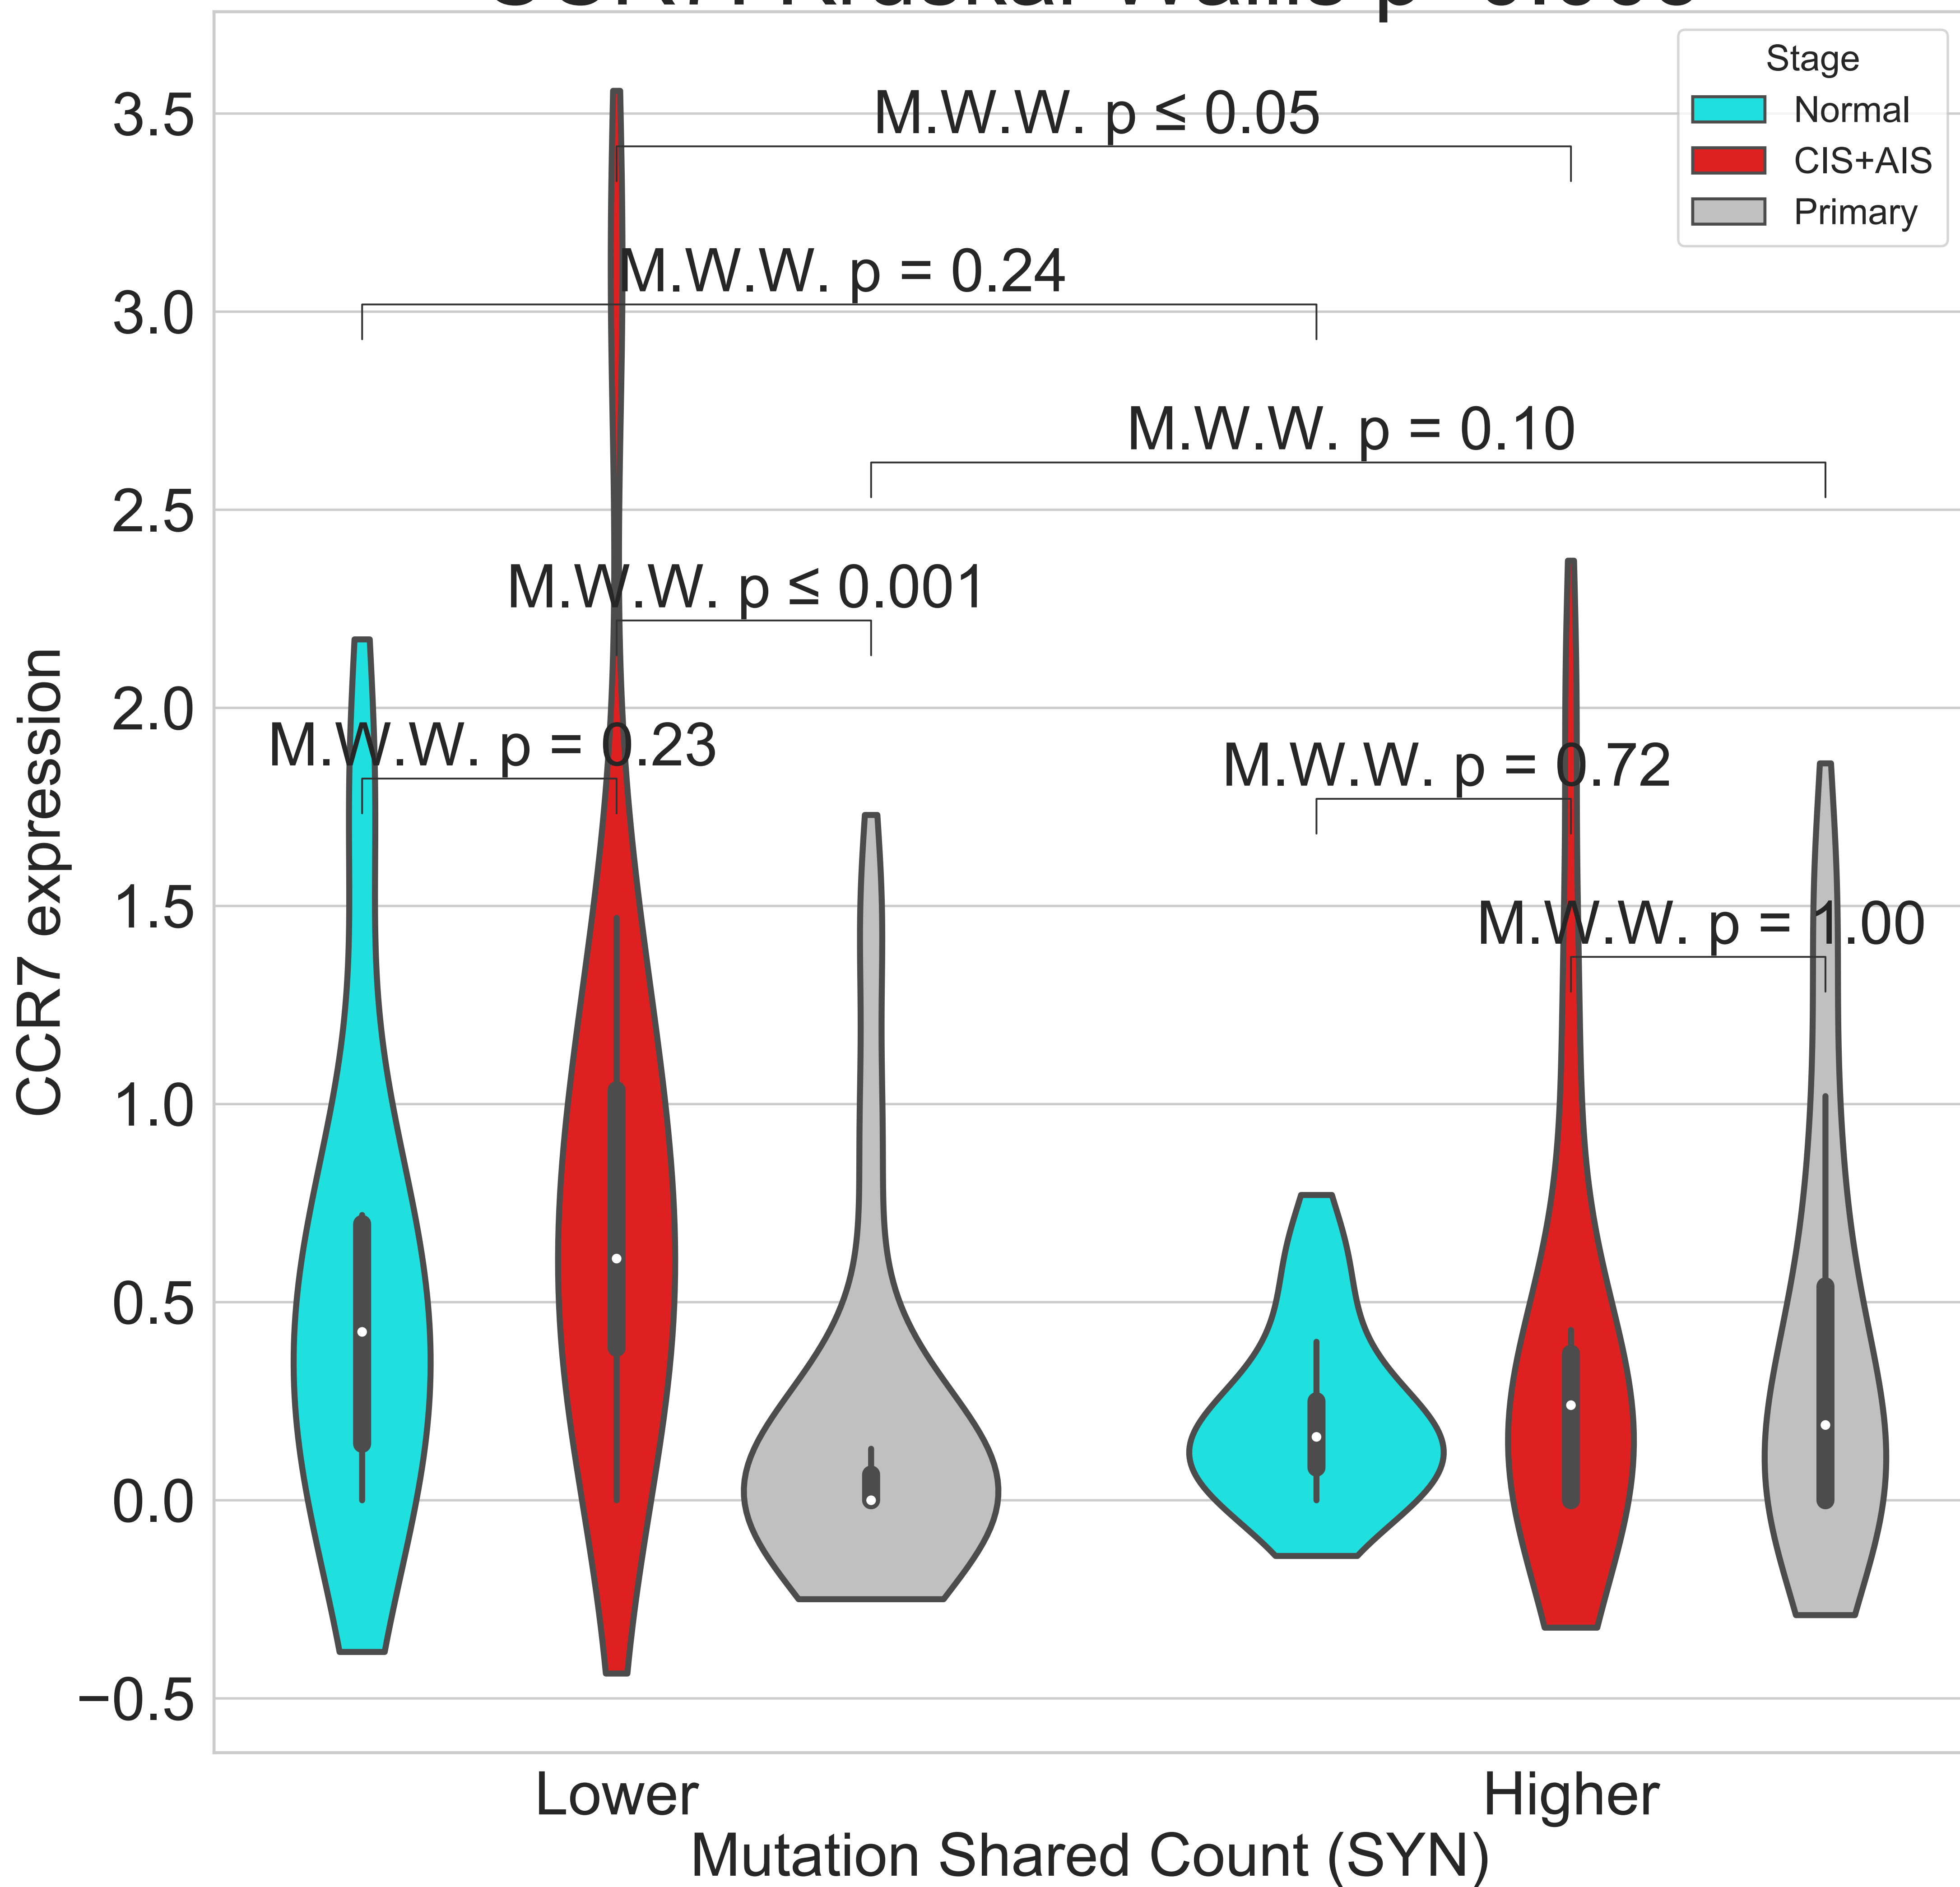 Stage
Normal
CIS+AIS
Primary
3.5
3.0
2.5
2.0
1.5
1.0
0.5
0.0
−0.5
CCR7 expression
M.W.W. p ≤ 0.05
M.W.W. p = 0.24
M.W.W. p = 0.10
M.W.W. p ≤ 0.001
M.W.W. p = 0.23
M.W.W. p = 0.72
M.W.W. p = 1.00
Lower
Higher
Mutation Shared Count (SYN)